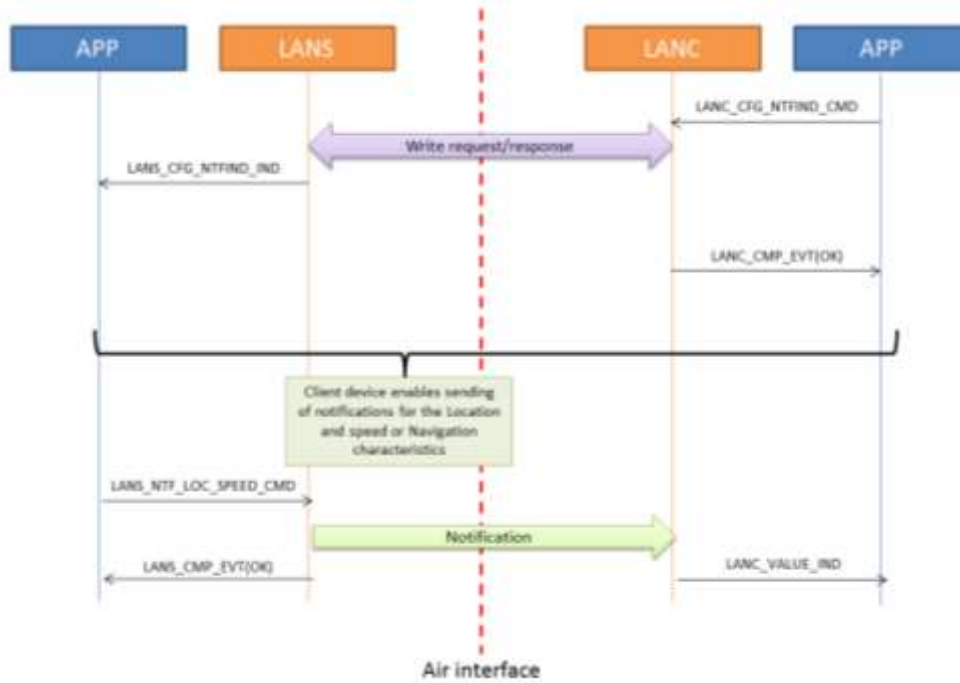 APP
LANS
LANC
APP
LANC_CFG_NTFIND_CMD
Write request/response
LANS_CFG_NTFIND_IND
LANC_CMP_EVT(OK)
Client device enables sending
of notifications for the Location
and speed or Navigation
characteristics
LANS_NTF_LOC_SPEED_CMD
Notification
LANS_CMP_EVT(OK)
LANC_VALUE_IND
Air interface